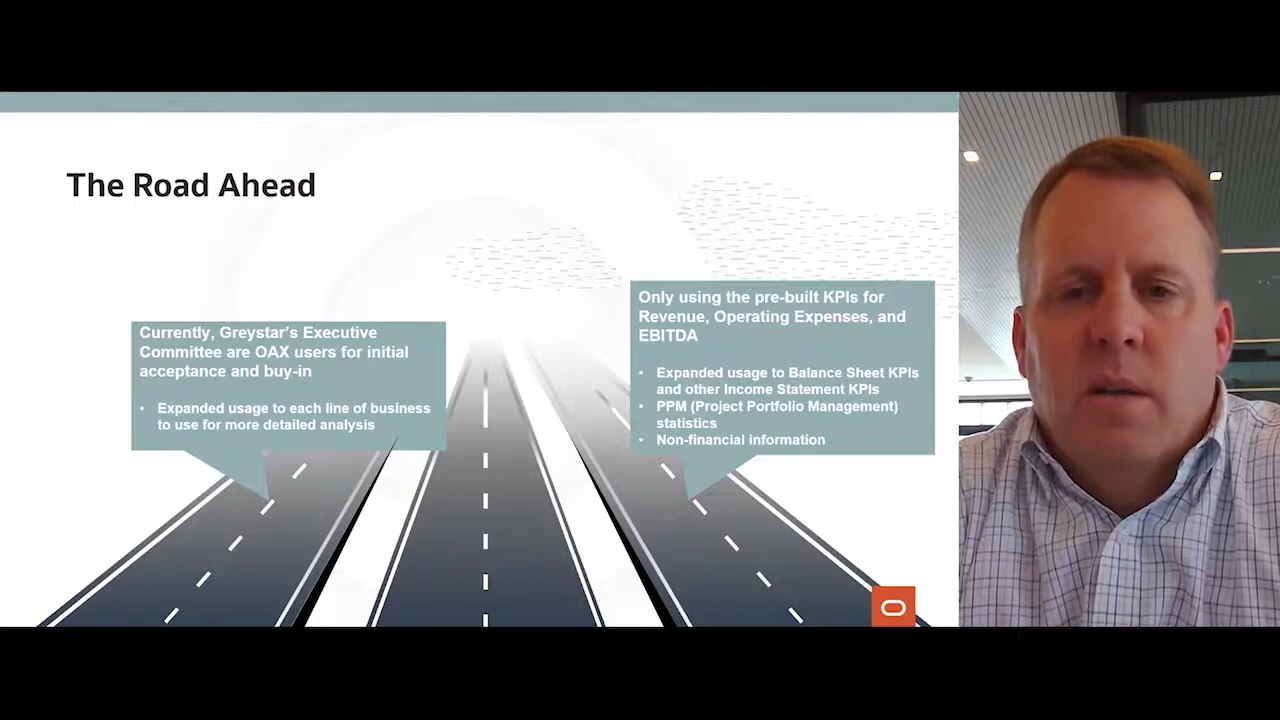 The Road Ahead
Currently, Greystar's Executive
Committee are OAX users for initial
acceptance and buy-in
• Expanded usage to each line of business
to use for more detailed analysis
Only using the pre-built KPIs for
Revenue, Operating Expenses, and
EBITDA
• Expanded usage to Balance Sheet KPIs
and other Income Statement KPIs
• PPM (Project Portfolio Management)
statistics
• Non-financial information